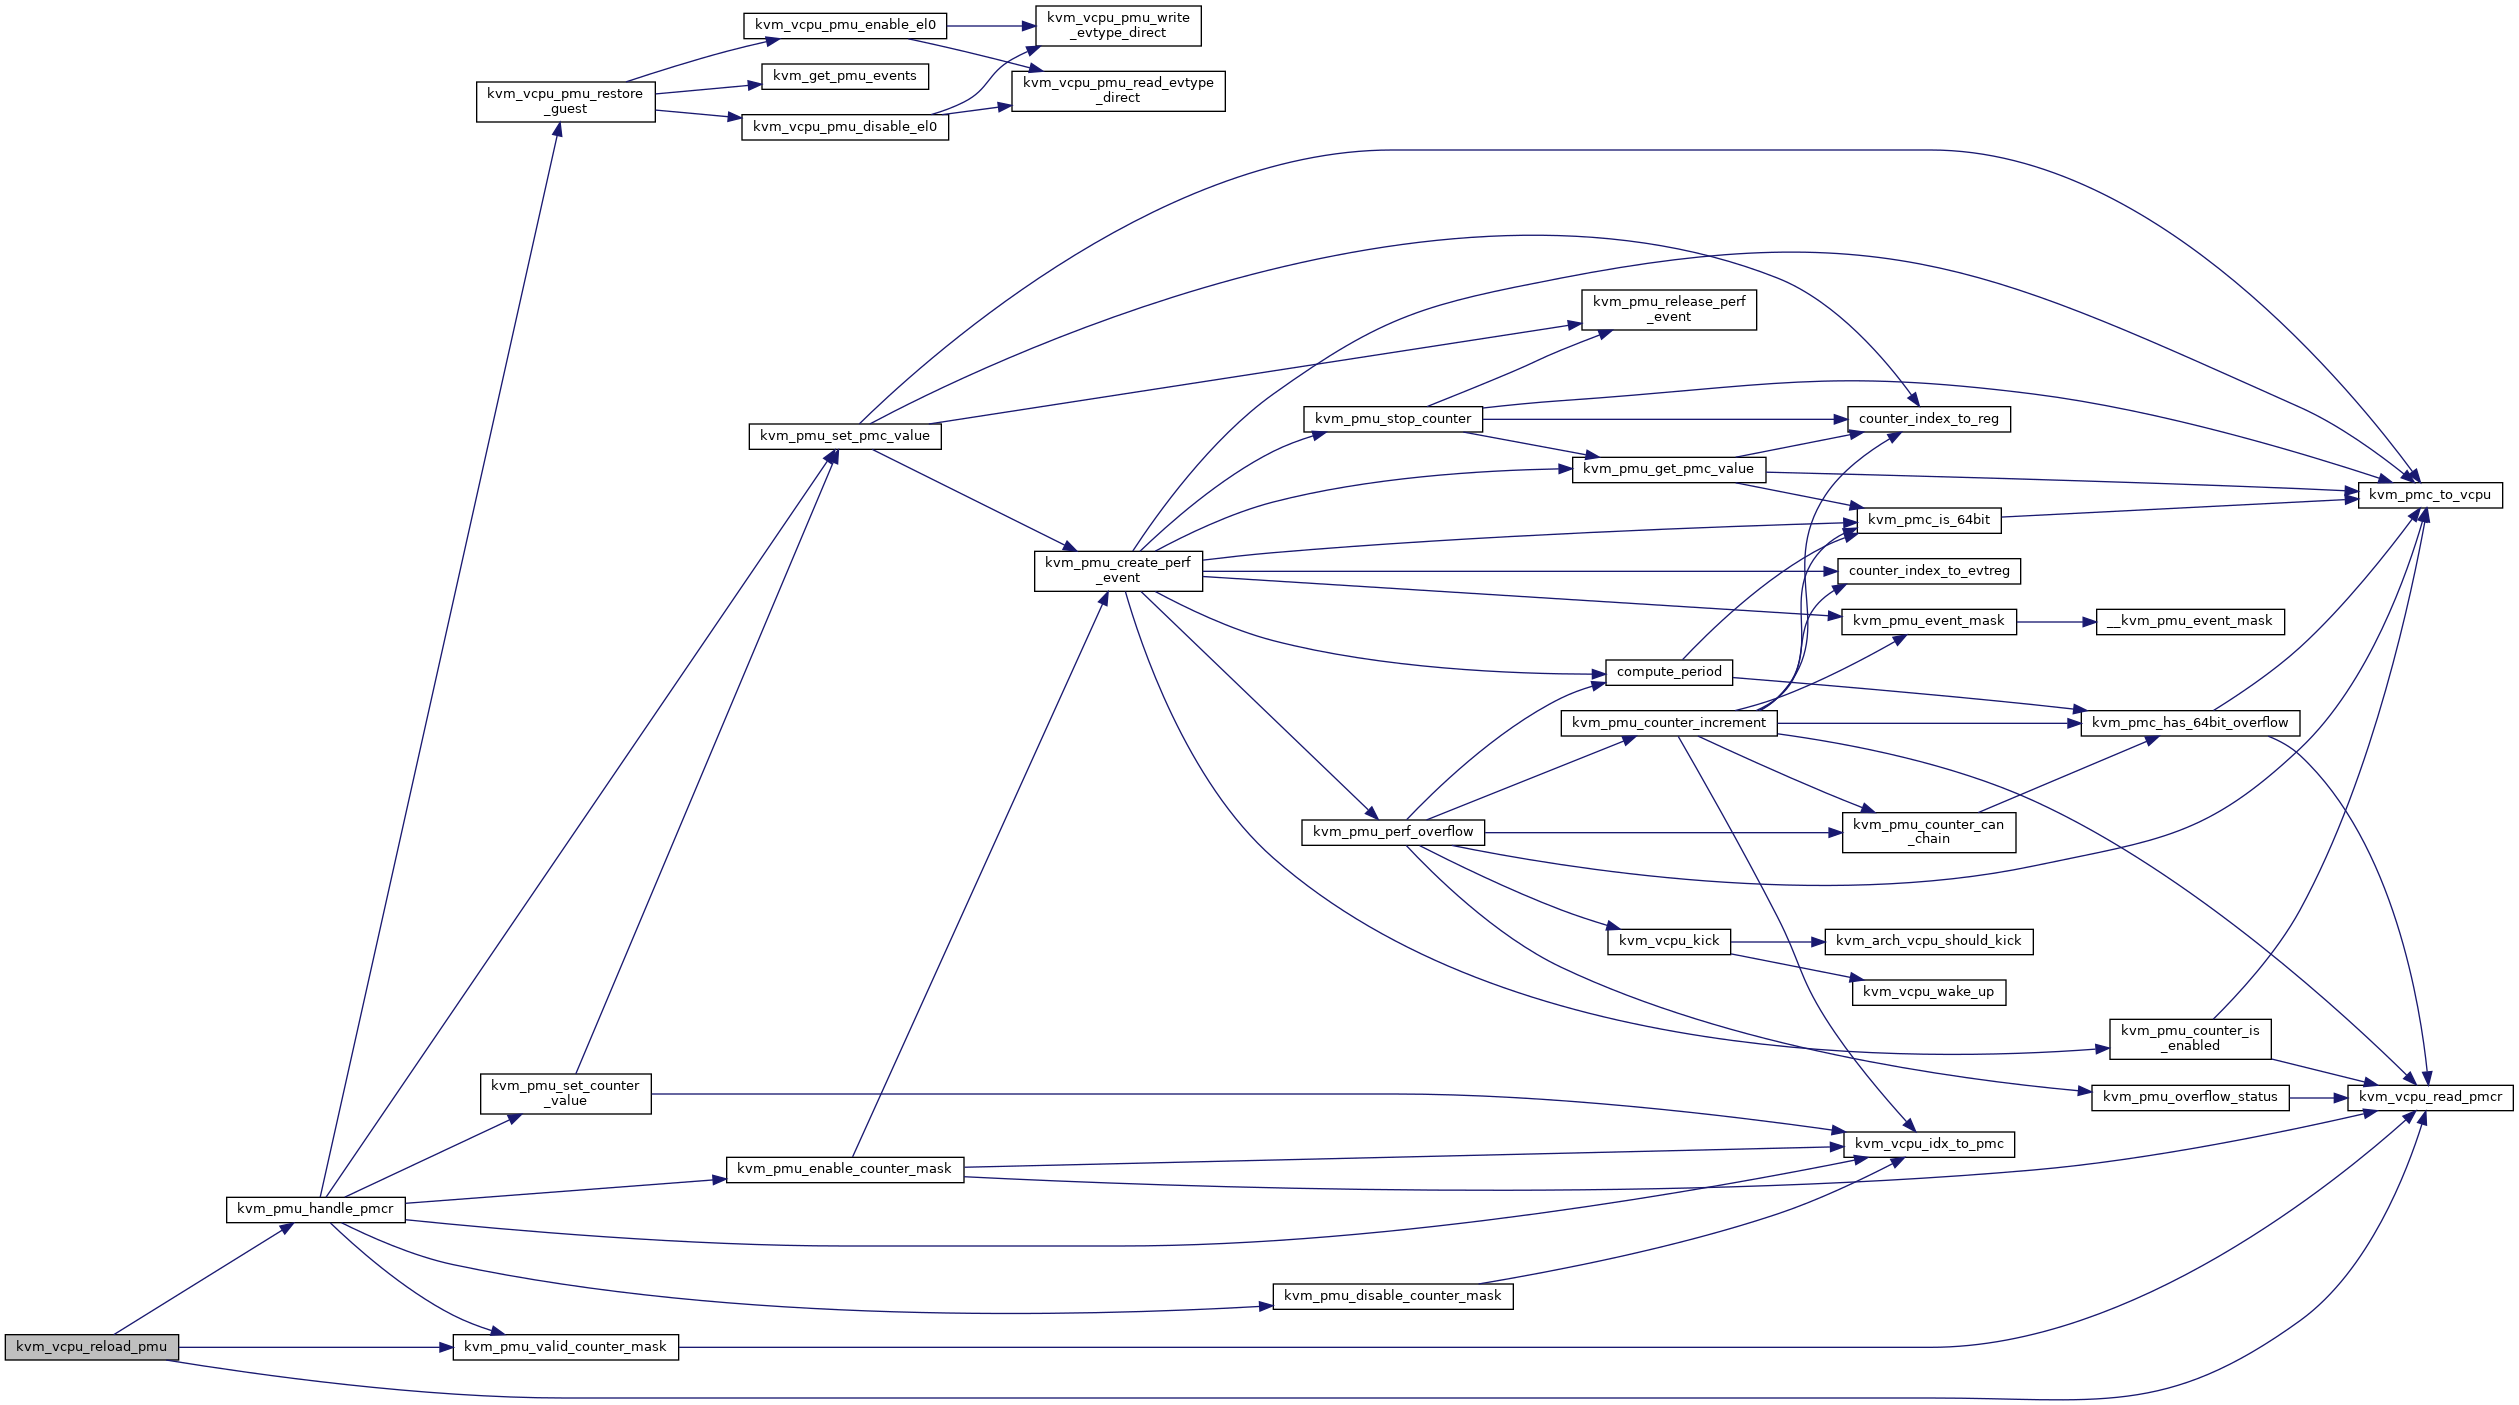 kvm_vcpu_pmu_enable_el0
kvm_vcpu_pmu_write
_evtype_direct
kvm_get_pmu_events
kvm_vcpu_pmu_read_evtype
_direct
kvm_vcpu_pmu_restore
_guest
kvm_vcpu_pmu_disable_el0
kvm_pmu_release_perf
_event
kvm_pmu_stop_counter
counter_index_to_reg
kvm_pmu_set_pmc_value
kvm_pmu_get_pmc_value
kvm_pmc_to_vcpu
kvm_pmc_is_64bit
kvm_pmu_create_perf
_event
counter_index_to_evtreg
kvm_pmu_event_mask
__kvm_pmu_event_mask
compute_period
kvm_pmu_counter_increment
kvm_pmc_has_64bit_overflow
kvm_pmu_perf_overflow
kvm_pmu_counter_can
_chain
kvm_vcpu_kick
kvm_arch_vcpu_should_kick
kvm_vcpu_wake_up
kvm_pmu_counter_is
_enabled
kvm_pmu_set_counter
_value
kvm_pmu_overflow_status
kvm_vcpu_read_pmcr
kvm_vcpu_idx_to_pmc
kvm_pmu_enable_counter_mask
kvm_pmu_handle_pmcr
kvm_pmu_disable_counter_mask
kvm_vcpu_reload_pmu
kvm_pmu_valid_counter_mask